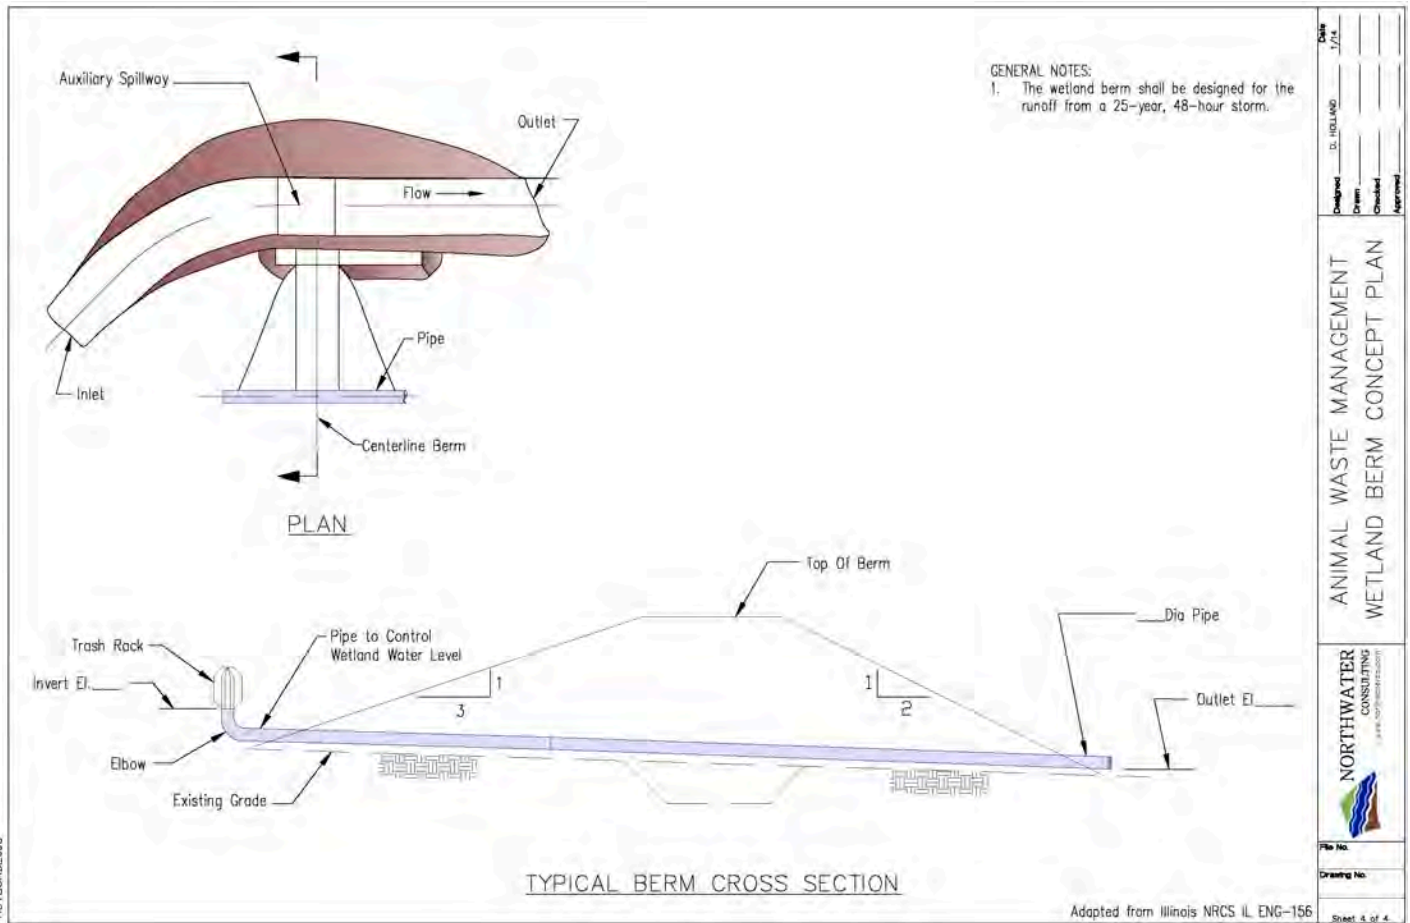 Auxiliary Spillway
Outlet
Flow
Pipe
Inlet
Centerline Berm
PLAN
GENERAL NOTES:
1. The wetland berm shall be designed for the
runoff from a 25-year, 48-hour storm.
Top Of Berm
Trash Rack
Pipe to Control
Wetland Water Level
Dia Pipe
Invert El.
1
3
1
2
Outlet El
Elbow
Existing Grade
TYPICAL BERM CROSS SECTION
Adapted from Illinois NRCS IL ENG-156
Date
1/14
Designed D. HOLLAND
Drawn
Checked
Approved
ANIMAL WASTE MANAGEMENT
WETLAND BERM CONCEPT PLAN
NORTHWATER
CONSULTING
File No.
Drawing No.
Sheet 4 of 4